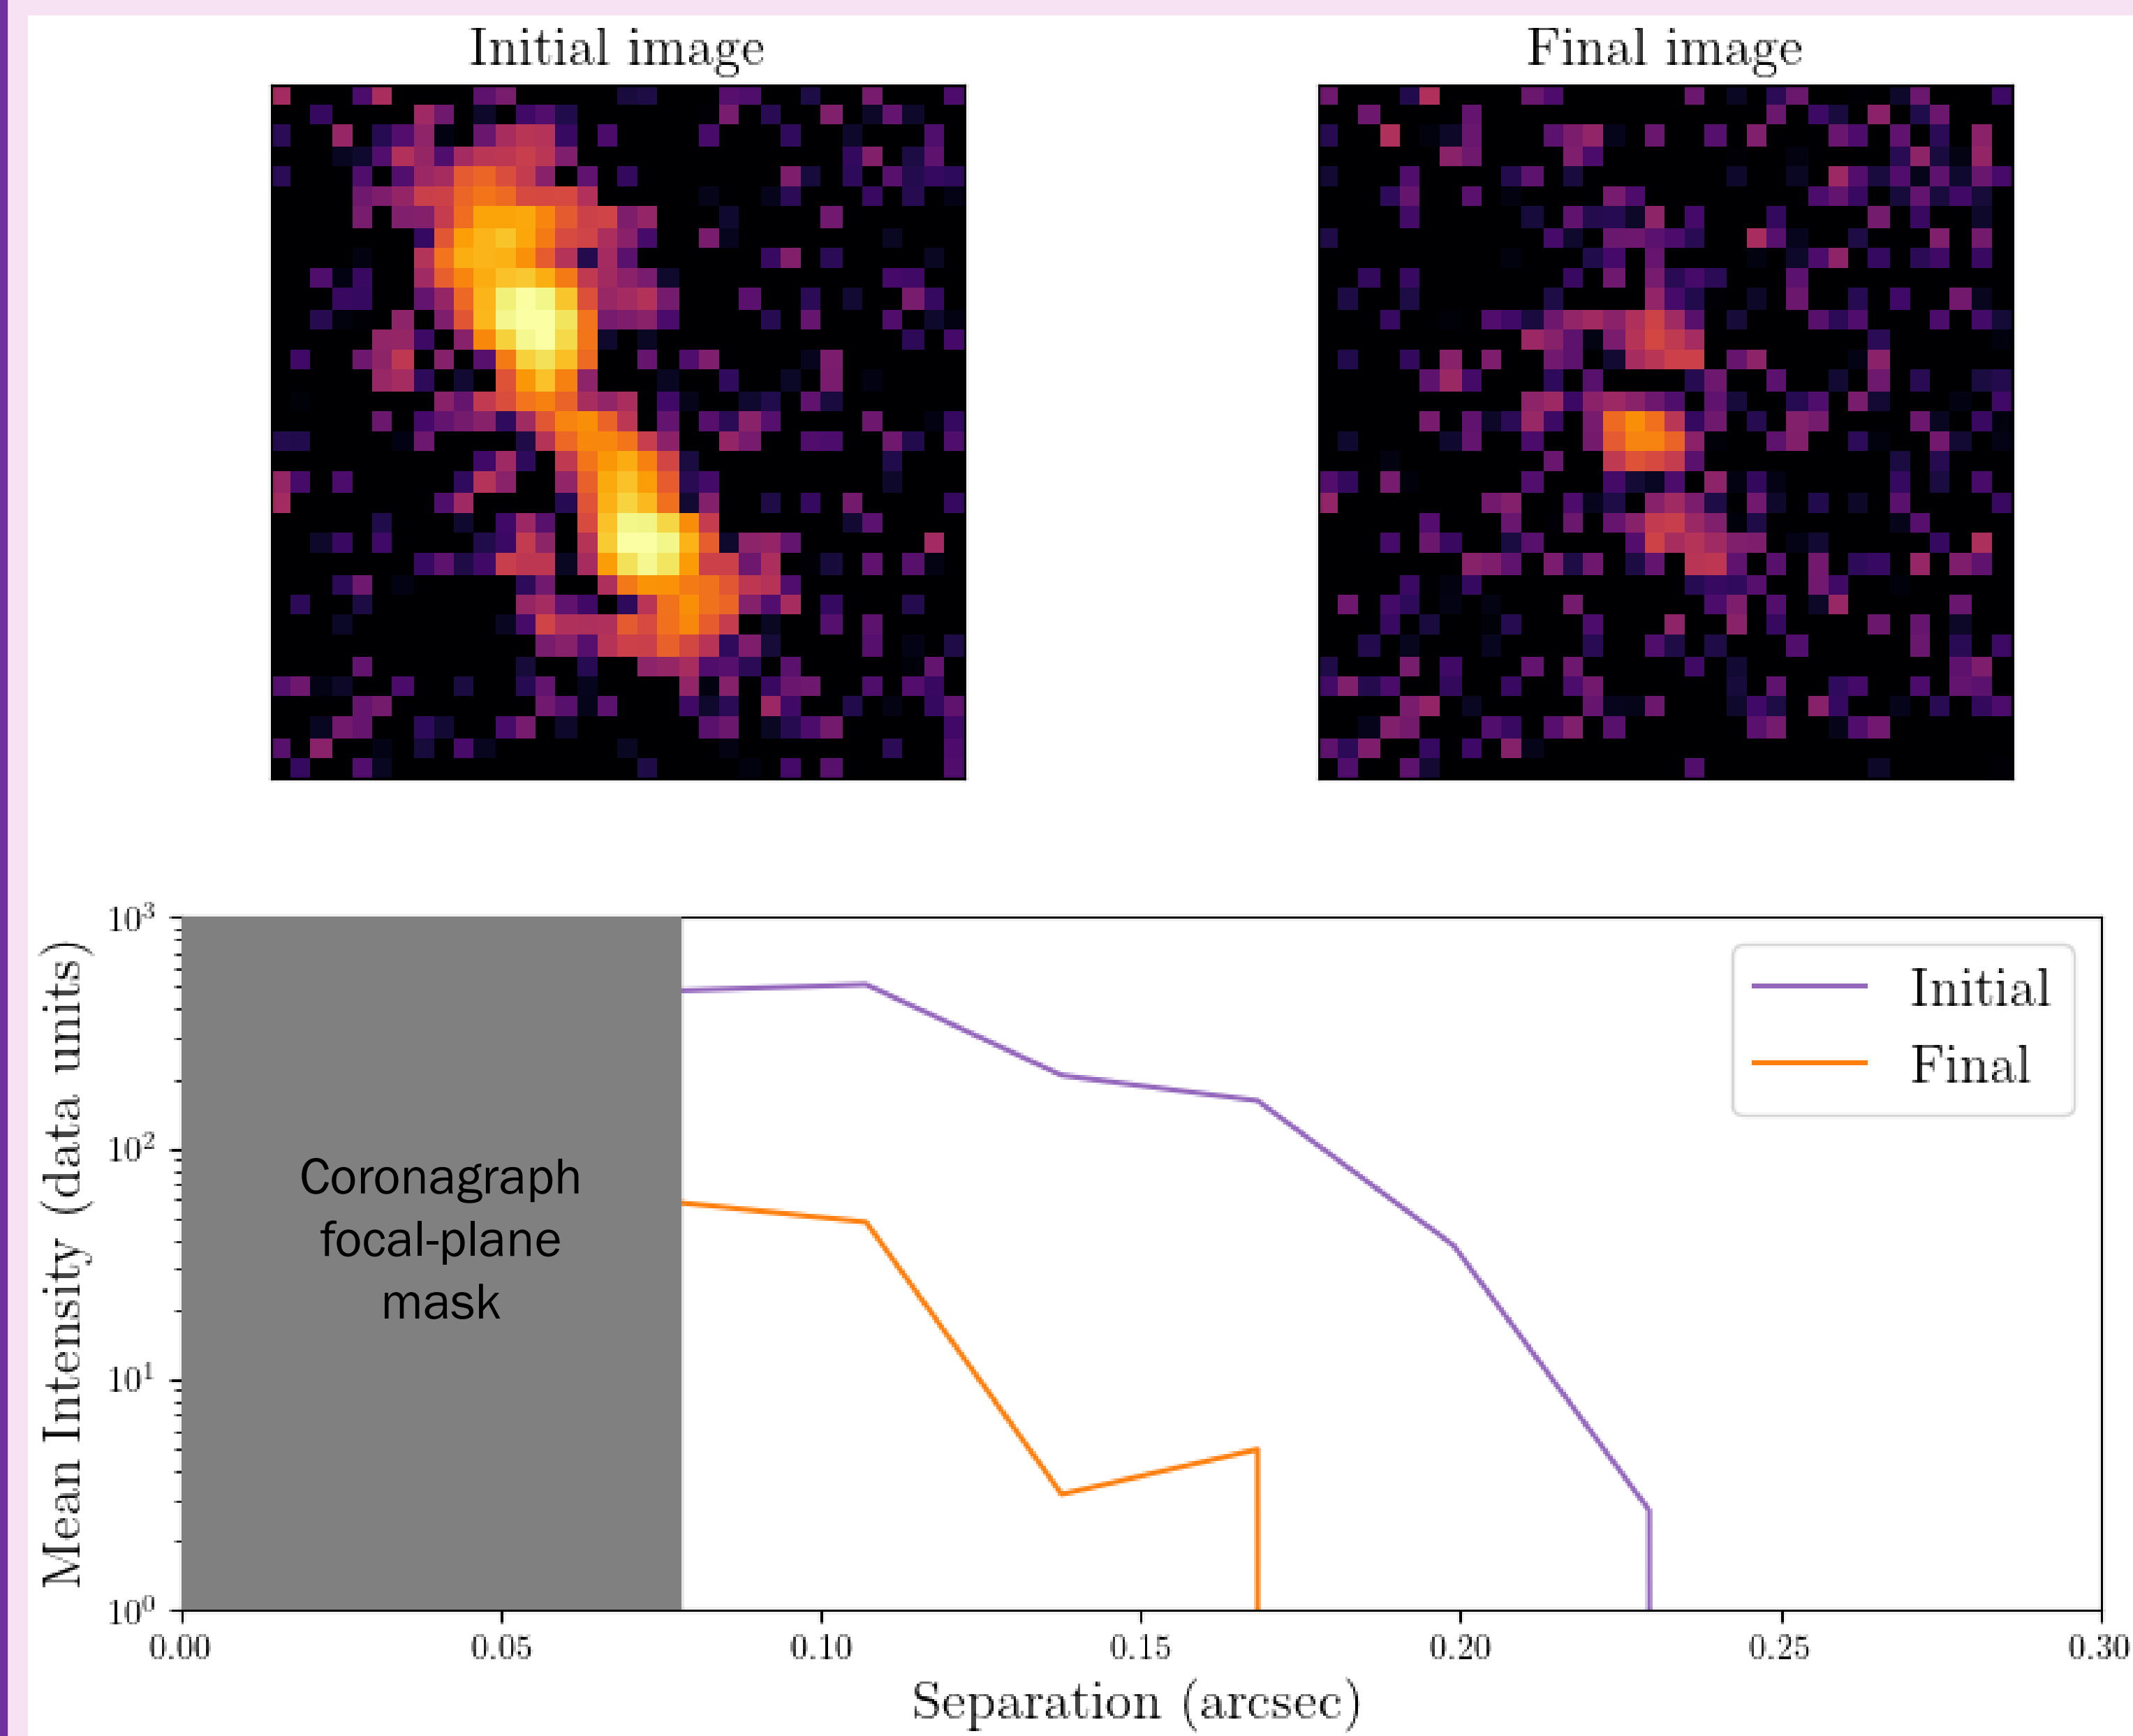 Initial image
Final image
Mean Intensity (data units)
10³
10²
10¹
10⁰
Coronagraph
focal-plane
mask
Initial
Final
0.00
0.05
0.10
0.15
0.20
0.25
0.30
Separation (arcsec)